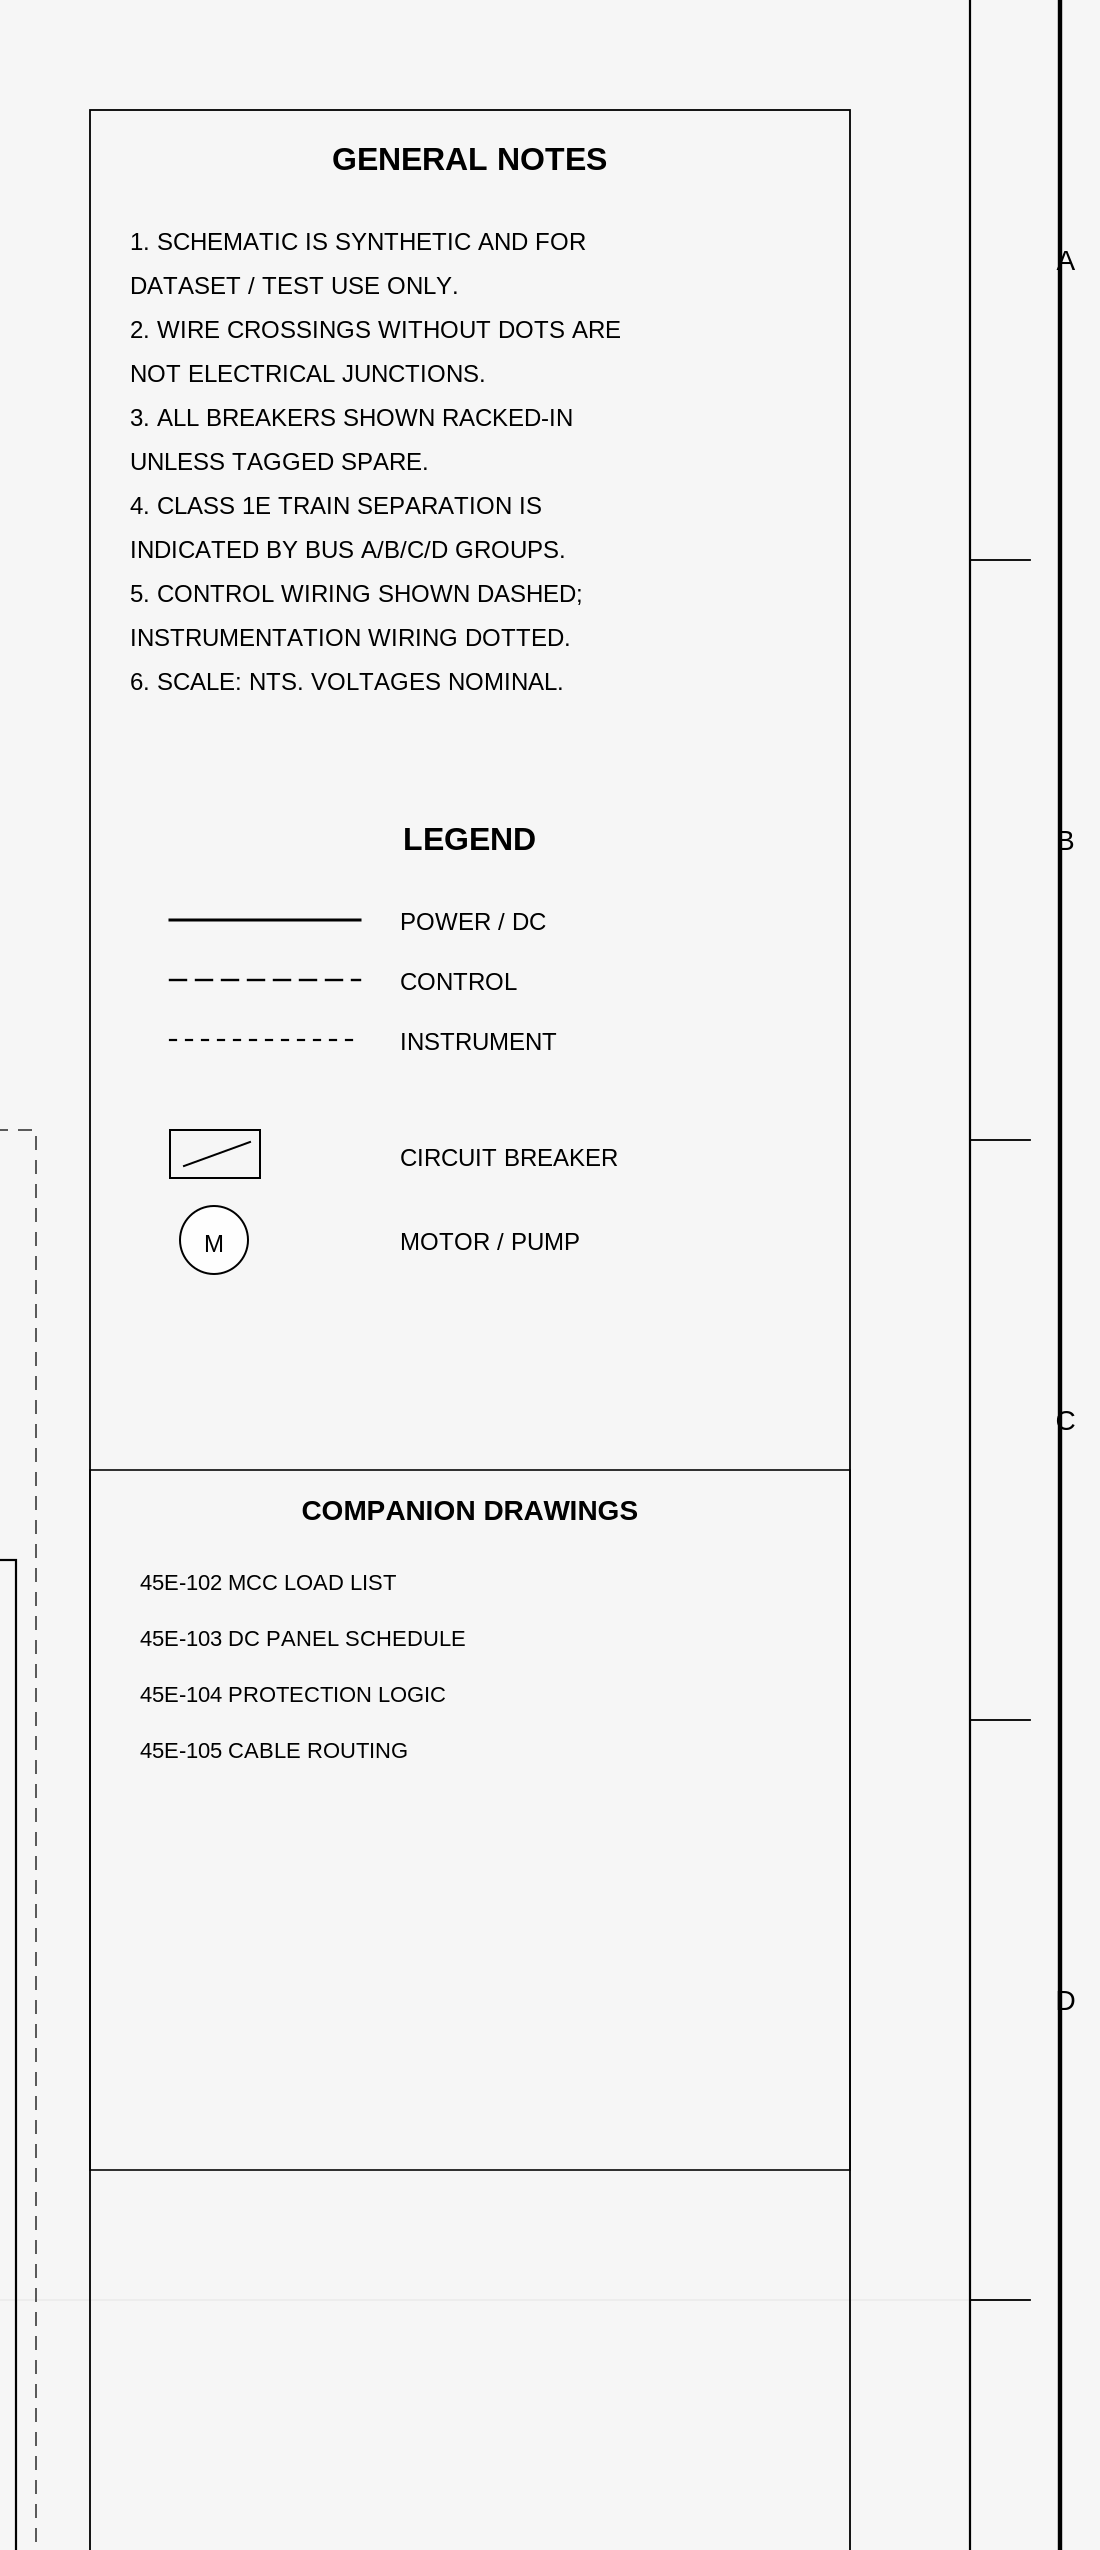 GENERAL NOTES
1. SCHEMATIC IS SYNTHETIC AND FOR
DATASET / TEST USE ONLY.
2. WIRE CROSSINGS WITHOUT DOTS ARE
NOT ELECTRICAL JUNCTIONS.
3. ALL BREAKERS SHOWN RACKED-IN
UNLESS TAGGED SPARE.
4. CLASS 1E TRAIN SEPARATION IS
INDICATED BY BUS A/B/C/D GROUPS.
5. CONTROL WIRING SHOWN DASHED;
INSTRUMENTATION WIRING DOTTED.
6. SCALE: NTS. VOLTAGES NOMINAL.
LEGEND
POWER / DC
CONTROL
INSTRUMENT
CIRCUIT BREAKER
M
MOTOR / PUMP
COMPANION DRAWINGS
45E-102 MCC LOAD LIST
45E-103 DC PANEL SCHEDULE
45E-104 PROTECTION LOGIC
45E-105 CABLE ROUTING
A
B
C
D